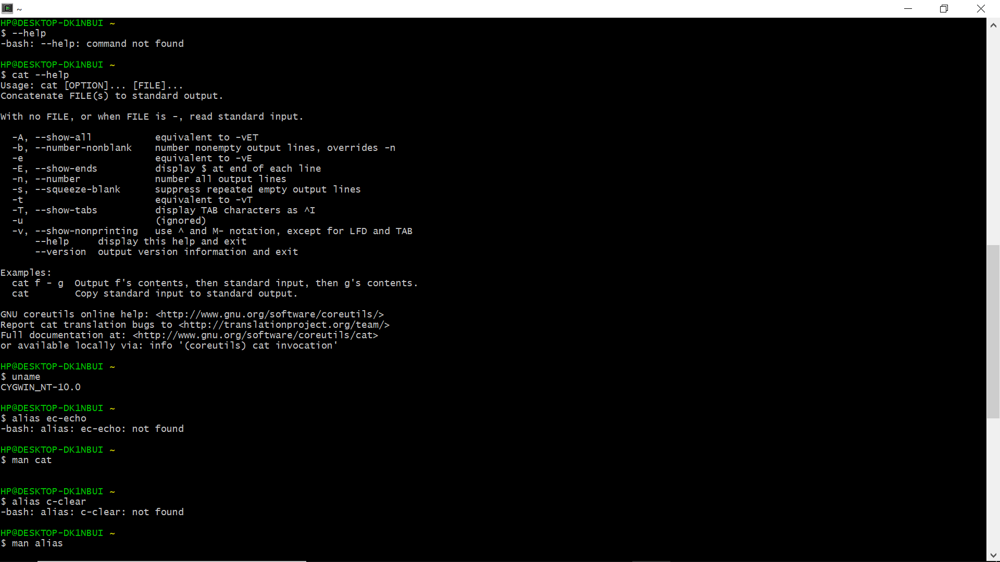 ~
HP@DESKTOP-DK1NBUI ~
$ --help
-bash: --help: command not found
HP@DESKTOP-DK1NBUI ~
$ cat --help
Usage: cat [OPTION]... [FILE]...
Concatenate FILE(s) to standard output.
With no FILE, or when FILE is -, read standard input.
  -A, --show-all           equivalent to -vET
  -b, --number-nonblank    number nonempty output lines, overrides -n
  -e                       equivalent to -vE
  -E, --show-ends          display $ at end of each line
  -n, --number             number all output lines
  -s, --squeeze-blank      suppress repeated empty output lines
  -t                       equivalent to -vT
  -T, --show-tabs          display TAB characters as ^I
  -u                       (ignored)
  -v, --show-nonprinting   use ^ and M- notation, except for LFD and TAB
      --help     display this help and exit
      --version  output version information and exit
Examples:
  cat f - g  Output f's contents, then standard input, then g's contents.
  cat        Copy standard input to standard output.
GNU coreutils online help: <http://www.gnu.org/software/coreutils/>
Report cat translation bugs to <http://translationproject.org/team/>
Full documentation at: <http://www.gnu.org/software/coreutils/cat>
or available locally via: info '(coreutils) cat invocation'
HP@DESKTOP-DK1NBUI ~
$ uname
CYGWIN_NT-10.0
HP@DESKTOP-DK1NBUI ~
$ alias ec-echo
-bash: alias: ec-echo: not found
HP@DESKTOP-DK1NBUI ~
$ man cat
HP@DESKTOP-DK1NBUI ~
$ alias c-clear
-bash: alias: c-clear: not found
HP@DESKTOP-DK1NBUI ~
$ man alias